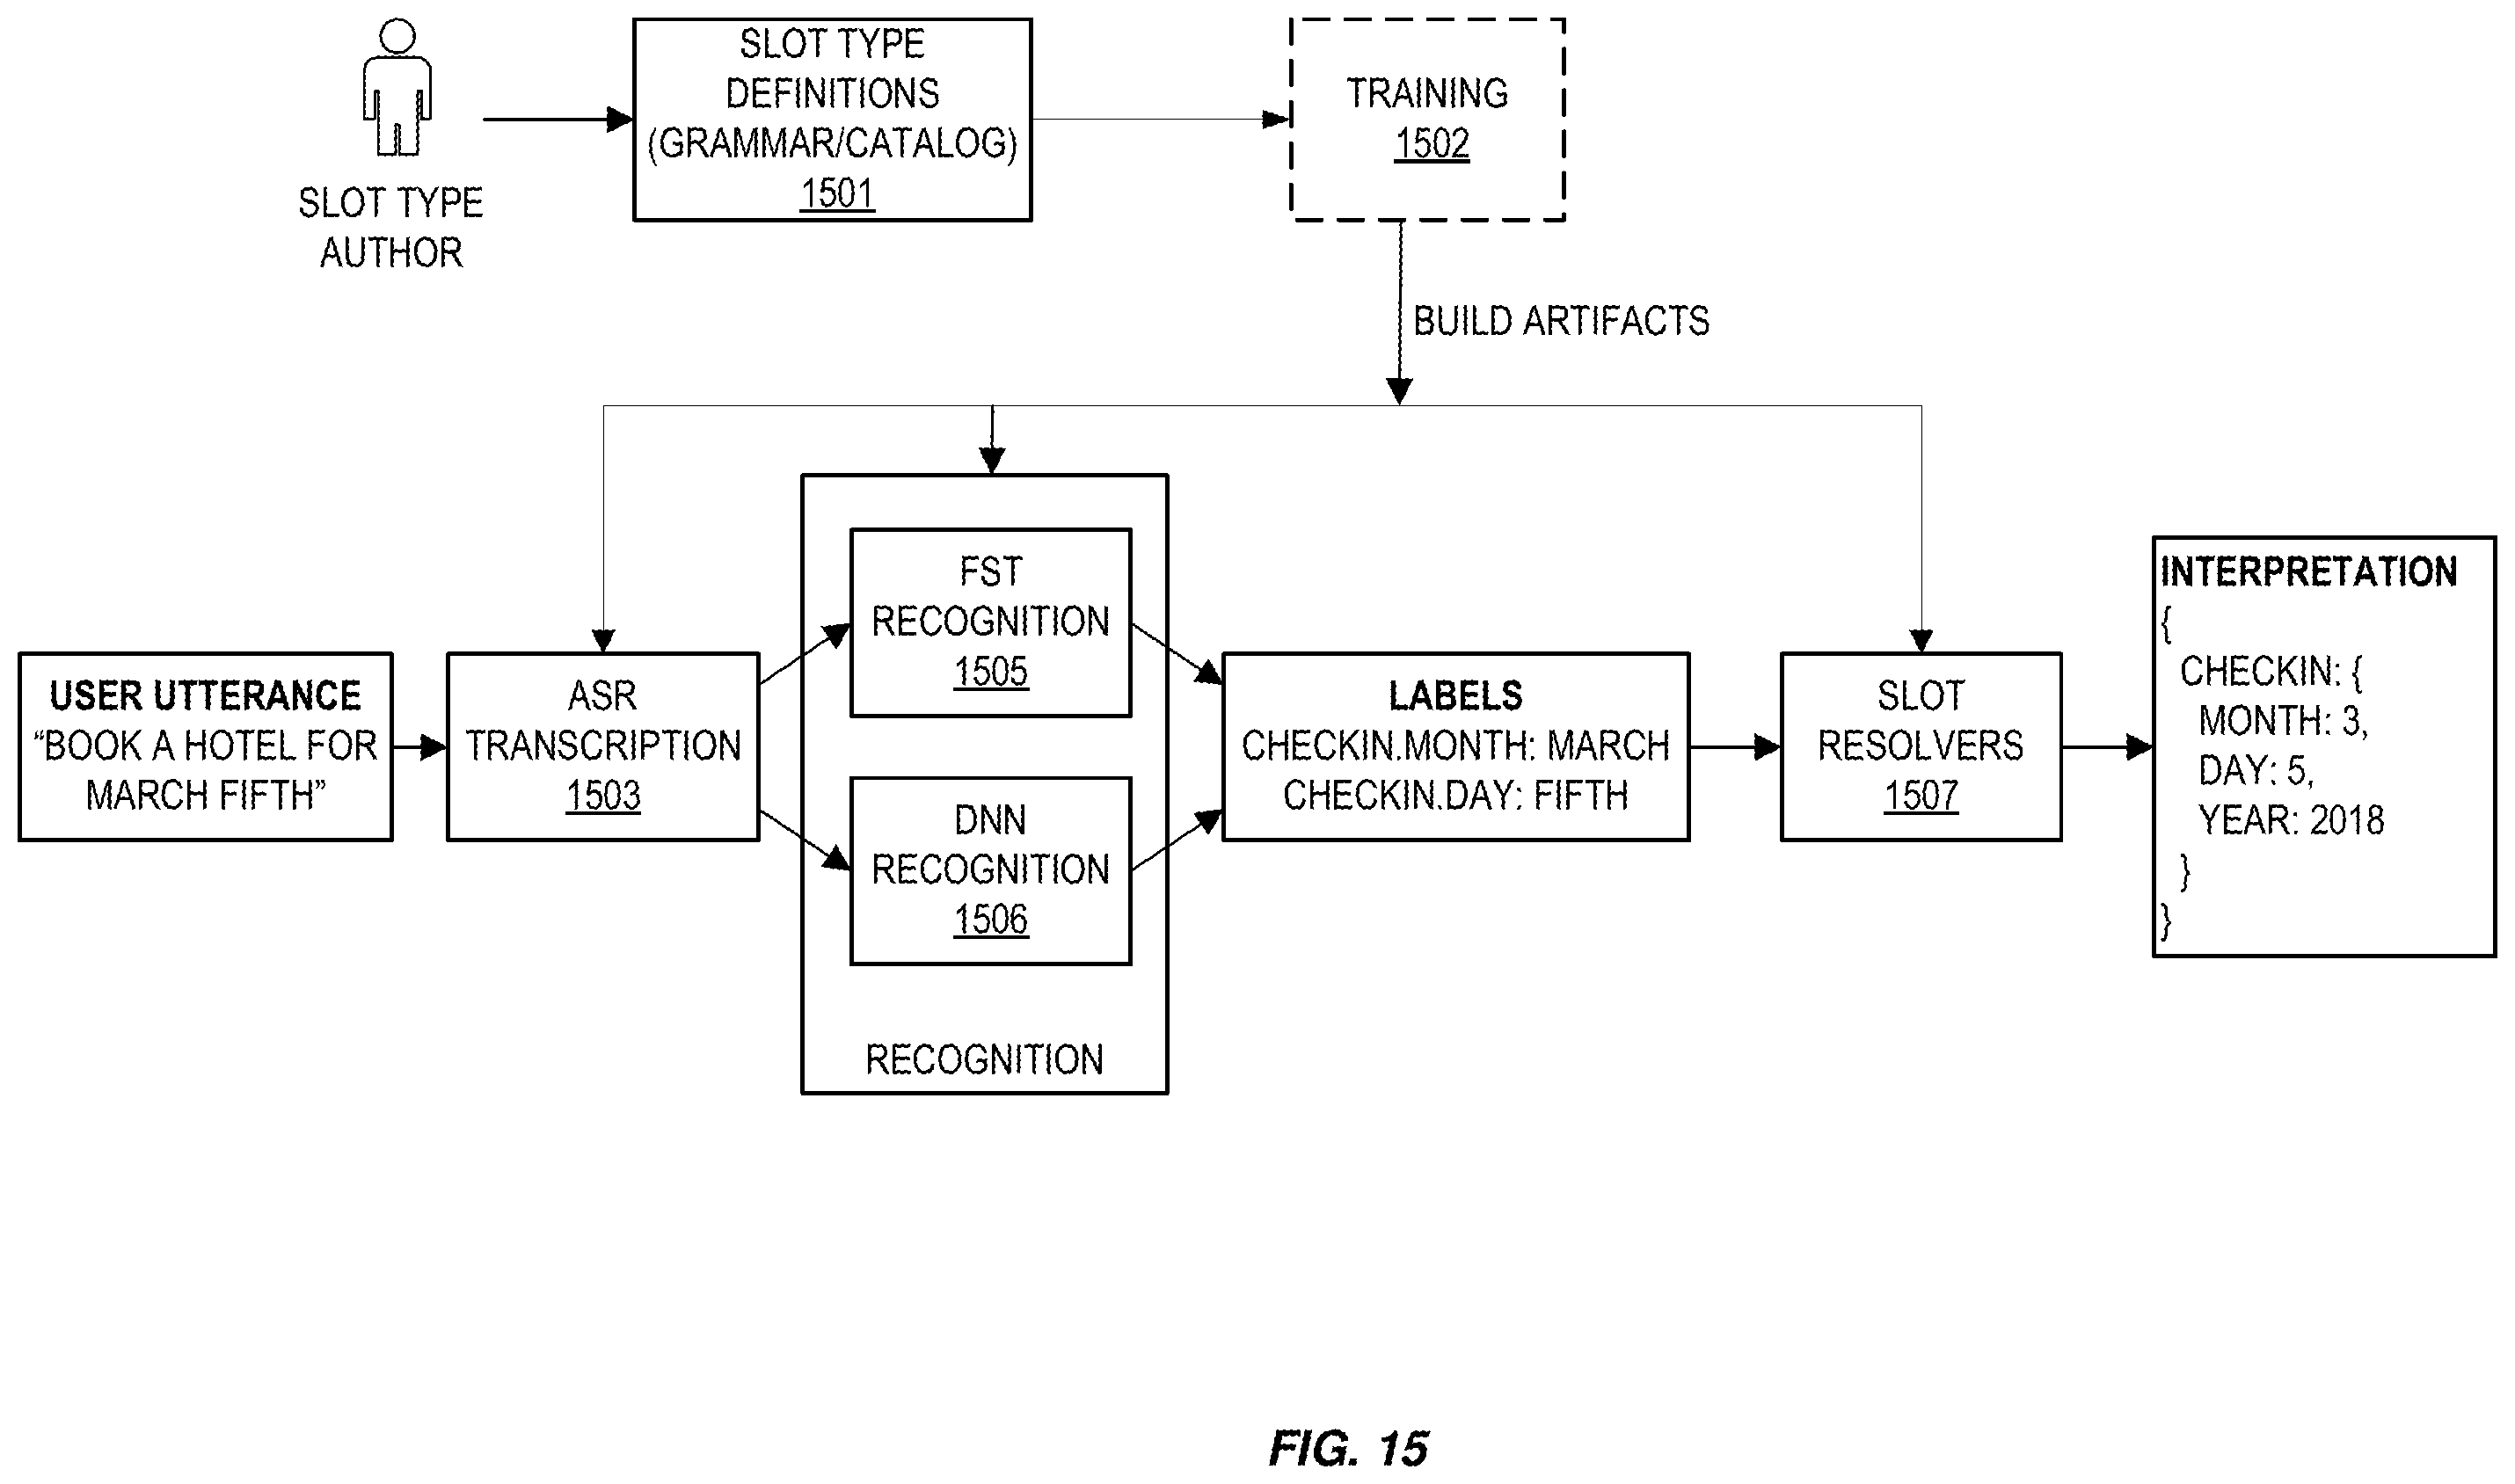 SLOT TYPE
AUTHOR
SLOT TYPE
DEFINITIONS
(GRAMMAR/CATALOG)
1501
TRAINING
1502
BUILD ARTIFACTS
USER UTTERANCE
“BOOK A HOTEL FOR
MARCH FIFTH”
ASR
TRANSCRIPTION
1503
FST
RECOGNITION
1505
DNN
RECOGNITION
1506
RECOGNITION
LABELS
CHECKIN.MONTH: MARCH
CHECKIN.DAY: FIFTH
SLOT
RESOLVERS
1507
INTERPRETATION
{
CHECKIN: {
MONTH: 3,
DAY: 5,
YEAR: 2018
}
}
FIG. 15